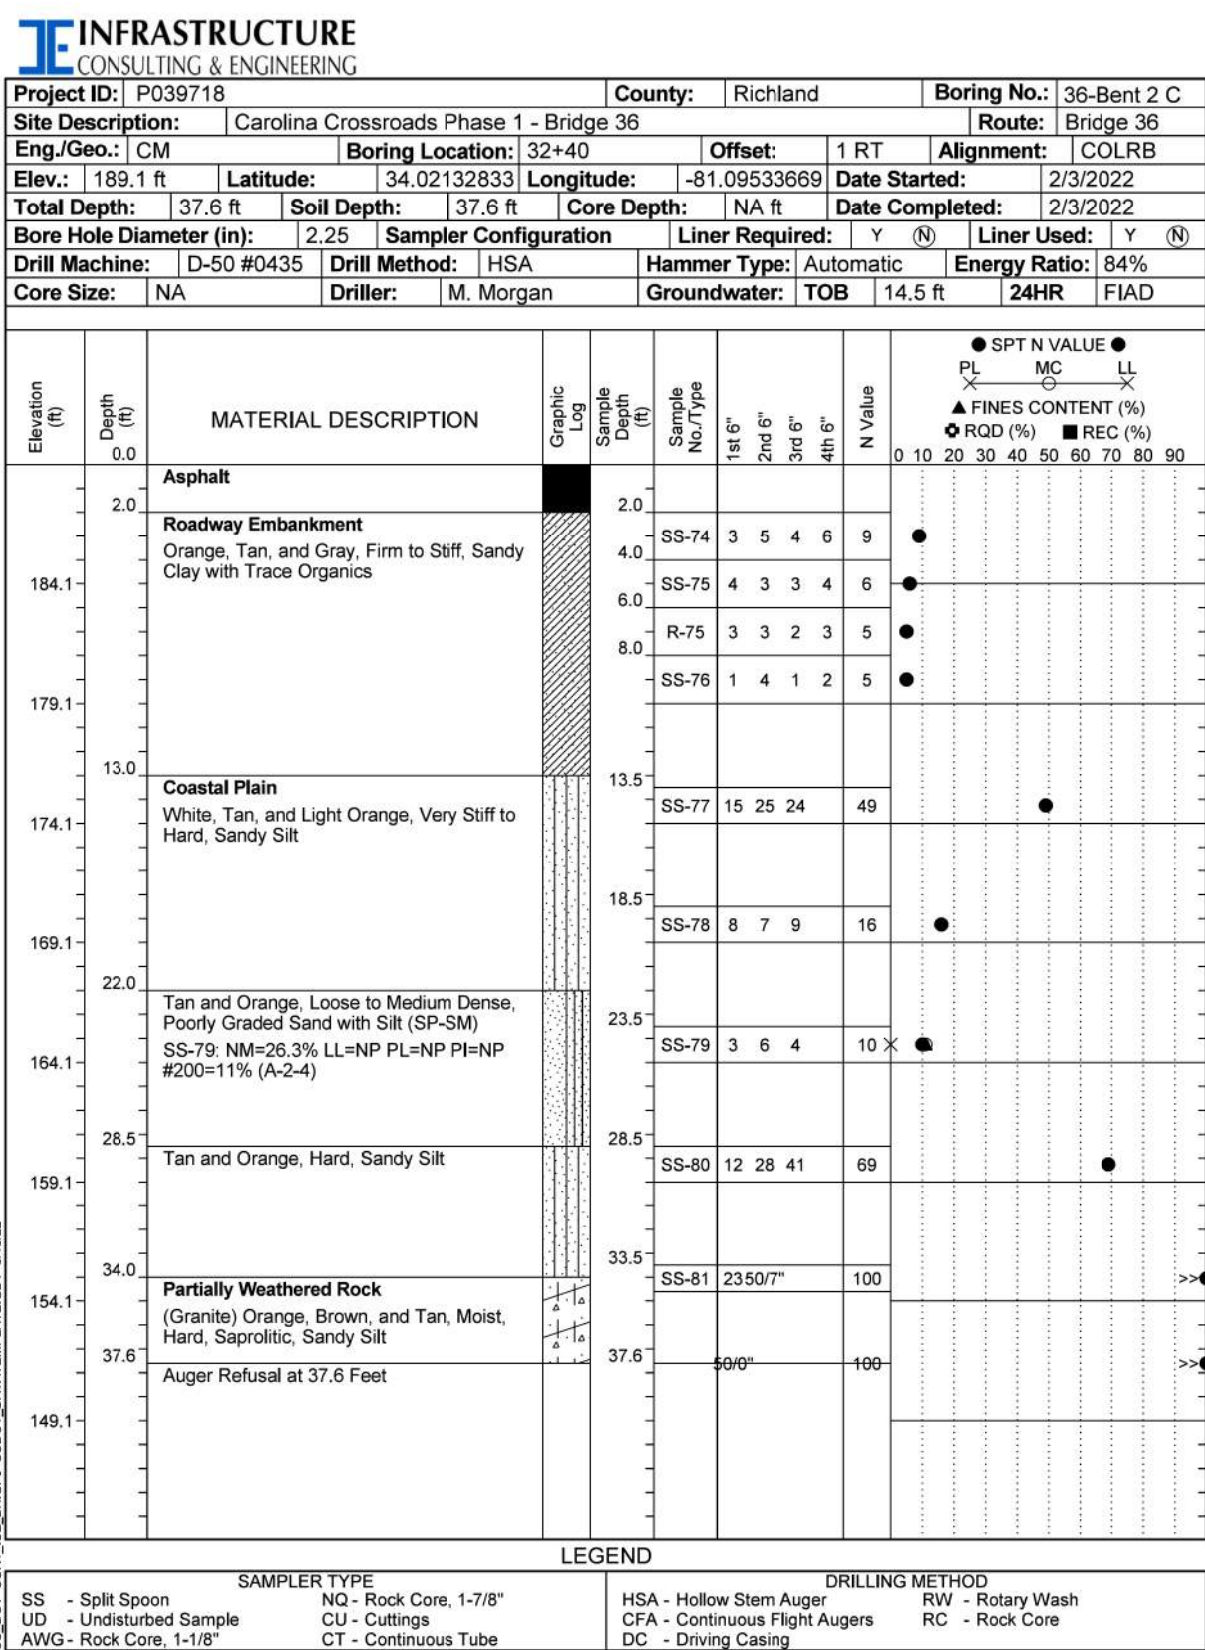 INFRASTRUCTURE
CONSULTING & ENGINEERING
Project ID: P039718 County: Richland Boring No.: 36-Bent 2 C
Site Description: Carolina Crossroads Phase 1 - Bridge 36 Route: Bridge 36
Eng./Geo.: CM Boring Location: 32+40 Offset: 1 RT Alignment: COLRB
Elev.: 189.1 ft Latitude: 34.02132833 Longitude: -81.09533669 Date Started: 2/3/2022
Total Depth: 37.6 ft Soil Depth: 37.6 ft Core Depth: NA ft Date Completed: 2/3/2022
Bore Hole Diameter (in): 2.25 Sampler Configuration Liner Required: Y N Liner Used: Y N
Drill Machine: D-50 #0435 Drill Method: HSA Hammer Type: Automatic Energy Ratio: 84%
Core Size: NA Driller: M. Morgan Groundwater: TOB 14.5 ft 24HR FIAD
Elevation (ft) Depth (ft) MATERIAL DESCRIPTION Graphic Log Sample Depth (ft) Sample No./Type 1st 6" 2nd 6" 3rd 6" 4th 6" N Value
● SPT N VALUE ●
PL MC LL
▲ FINES CONTENT (%)
RQD (%) ■ REC (%)
0.0 0 10 20 30 40 50 60 70 80 90
Asphalt
2.0 2.0
Roadway Embankment
SS-74 3 5 4 6 9
Orange, Tan, and Gray, Firm to Stiff, Sandy 4.0
Clay with Trace Organics
184.1 SS-75 4 3 3 4 6
6.0
R-75 3 3 2 3 5
8.0
SS-76 1 4 1 2 5
179.1
13.0 13.5
Coastal Plain
SS-77 15 25 24 49
White, Tan, and Light Orange, Very Stiff to
174.1 Hard, Sandy Silt
18.5
SS-78 8 7 9 16
169.1
22.0
Tan and Orange, Loose to Medium Dense,
Poorly Graded Sand with Silt (SP-SM) 23.5
SS-79: NM=26.3% LL=NP PL=NP PI=NP SS-79 3 6 4 10
164.1 #200=11% (A-2-4)
28.5 28.5
Tan and Orange, Hard, Sandy Silt SS-80 12 28 41 69
159.1
33.5
34.0
Partially Weathered Rock SS-81 23 50/7" 100 >>
154.1
(Granite) Orange, Brown, and Tan, Moist,
Hard, Saprolitic, Sandy Silt
37.6 37.6 50/0" 100 >>
Auger Refusal at 37.6 Feet
149.1
LEGEND
SAMPLER TYPE DRILLING METHOD
SS - Split Spoon NQ - Rock Core, 1-7/8" HSA - Hollow Stem Auger RW - Rotary Wash
UD - Undisturbed Sample CU - Cuttings CFA - Continuous Flight Augers RC - Rock Core
AWG - Rock Core, 1-1/8" CT - Continuous Tube DC - Driving Casing